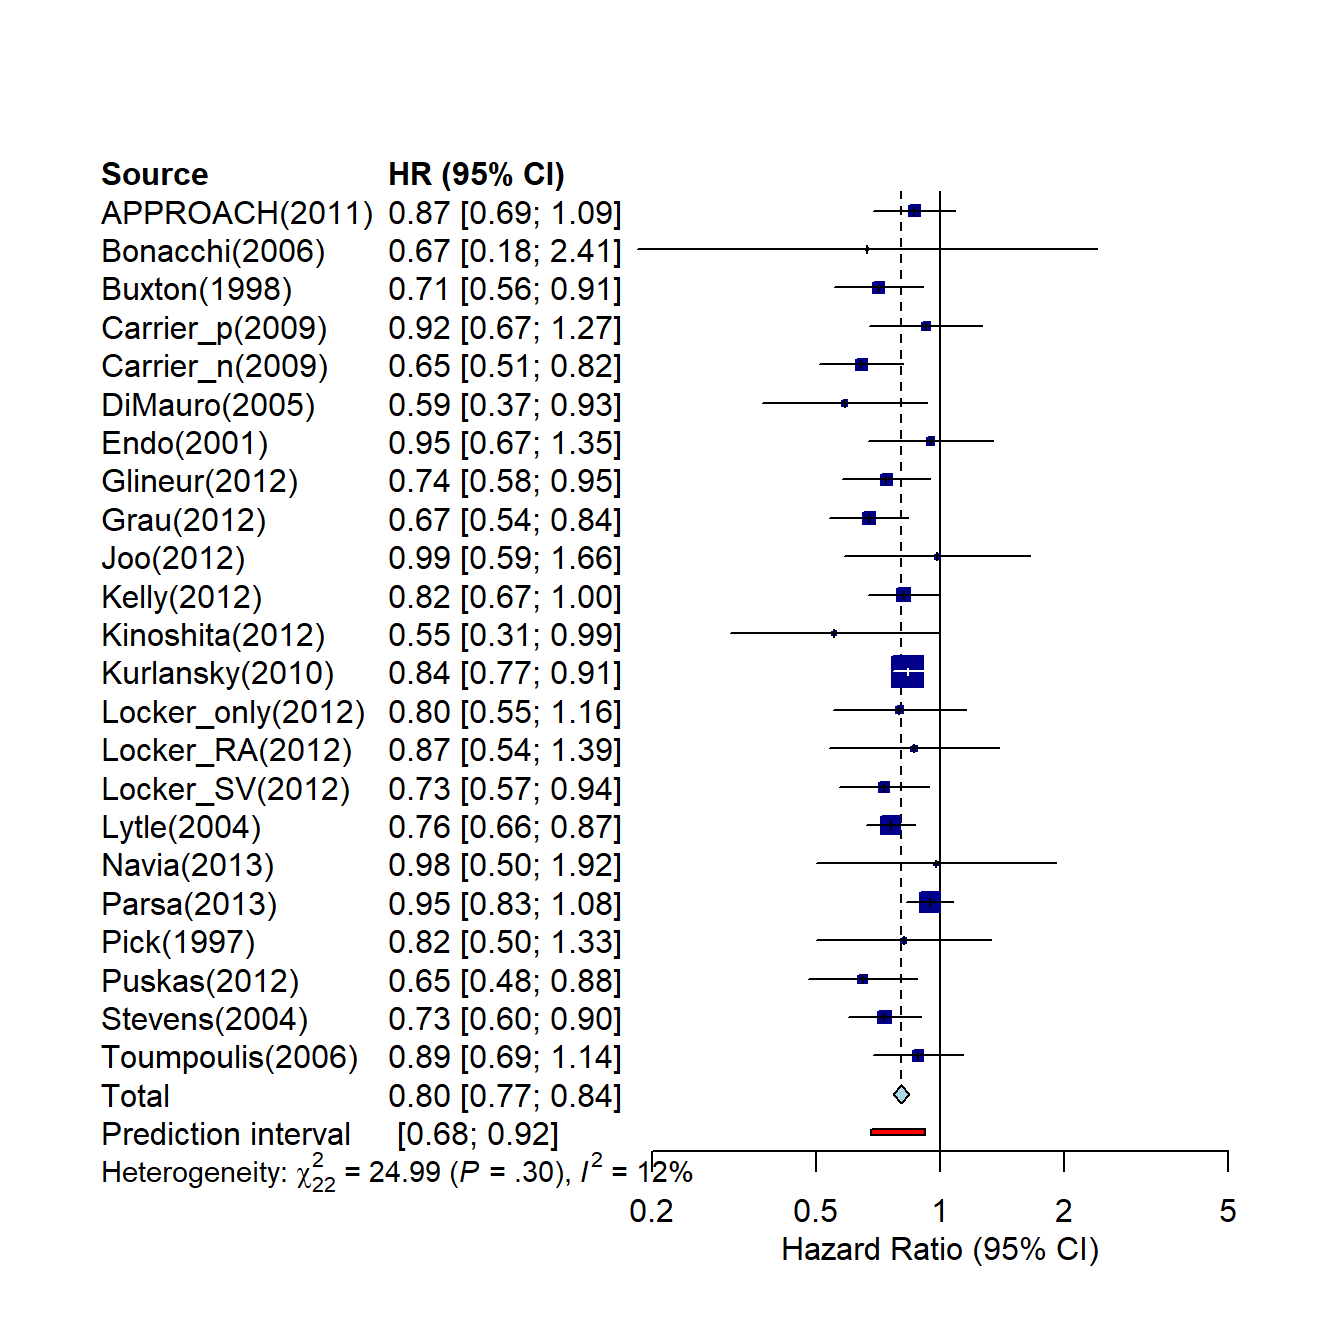 Source HR (95% CI)
APPROACH(2011) 0.87 [0.69; 1.09]
Bonacchi(2006) 0.67 [0.18; 2.41]
Buxton(1998) 0.71 [0.56; 0.91]
Carrier_p(2009) 0.92 [0.67; 1.27]
Carrier_n(2009) 0.65 [0.51; 0.82]
DiMauro(2005) 0.59 [0.37; 0.93]
Endo(2001) 0.95 [0.67; 1.35]
Glineur(2012) 0.74 [0.58; 0.95]
Grau(2012) 0.67 [0.54; 0.84]
Joo(2012) 0.99 [0.59; 1.66]
Kelly(2012) 0.82 [0.67; 1.00]
Kinoshita(2012) 0.55 [0.31; 0.99]
Kurlansky(2010) 0.84 [0.77; 0.91]
Locker_only(2012) 0.80 [0.55; 1.16]
Locker_RA(2012) 0.87 [0.54; 1.39]
Locker_SV(2012) 0.73 [0.57; 0.94]
Lytle(2004) 0.76 [0.66; 0.87]
Navia(2013) 0.98 [0.50; 1.92]
Parsa(2013) 0.95 [0.83; 1.08]
Pick(1997) 0.82 [0.50; 1.33]
Puskas(2012) 0.65 [0.48; 0.88]
Stevens(2004) 0.73 [0.60; 0.90]
Toumpoulis(2006) 0.89 [0.69; 1.14]
Total 0.80 [0.77; 0.84]
Prediction interval [0.68; 0.92]
Heterogeneity: χ²₂₂ = 24.99 (P = .30), I² = 12%
0.2 0.5 1 2 5
Hazard Ratio (95% CI)